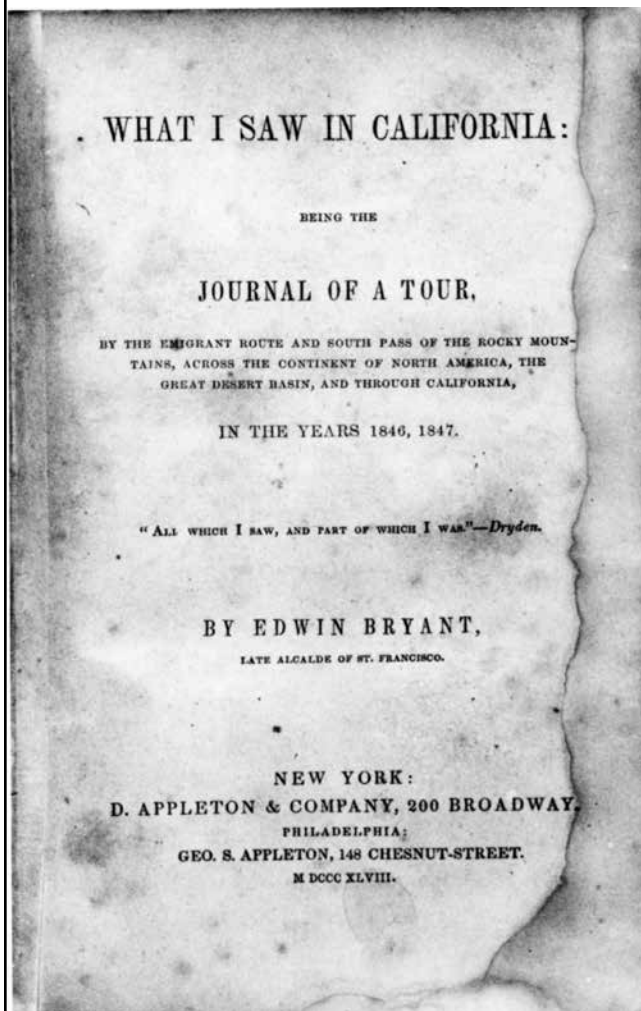 WHAT I SAW IN CALIFORNIA:
BEING THE
JOURNAL OF A TOUR,
BY THE EMIGRANT ROUTE AND SOUTH PASS OF THE ROCKY MOUN-
TAINS, ACROSS THE CONTINENT OF NORTH AMERICA, THE
GREAT DESERT BASIN, AND THROUGH CALIFORNIA,
IN THE YEARS 1846, 1847.
"ALL WHICH I SAW, AND PART OF WHICH I WAS."—Dryden.
BY EDWIN BRYANT,
LATE ALCALDE OF ST. FRANCISCO.
NEW YORK:
D. APPLETON & COMPANY, 200 BROADWAY.
PHILADELPHIA:
GEO. S. APPLETON, 148 CHESNUT-STREET.
M DCCC XLVIII.